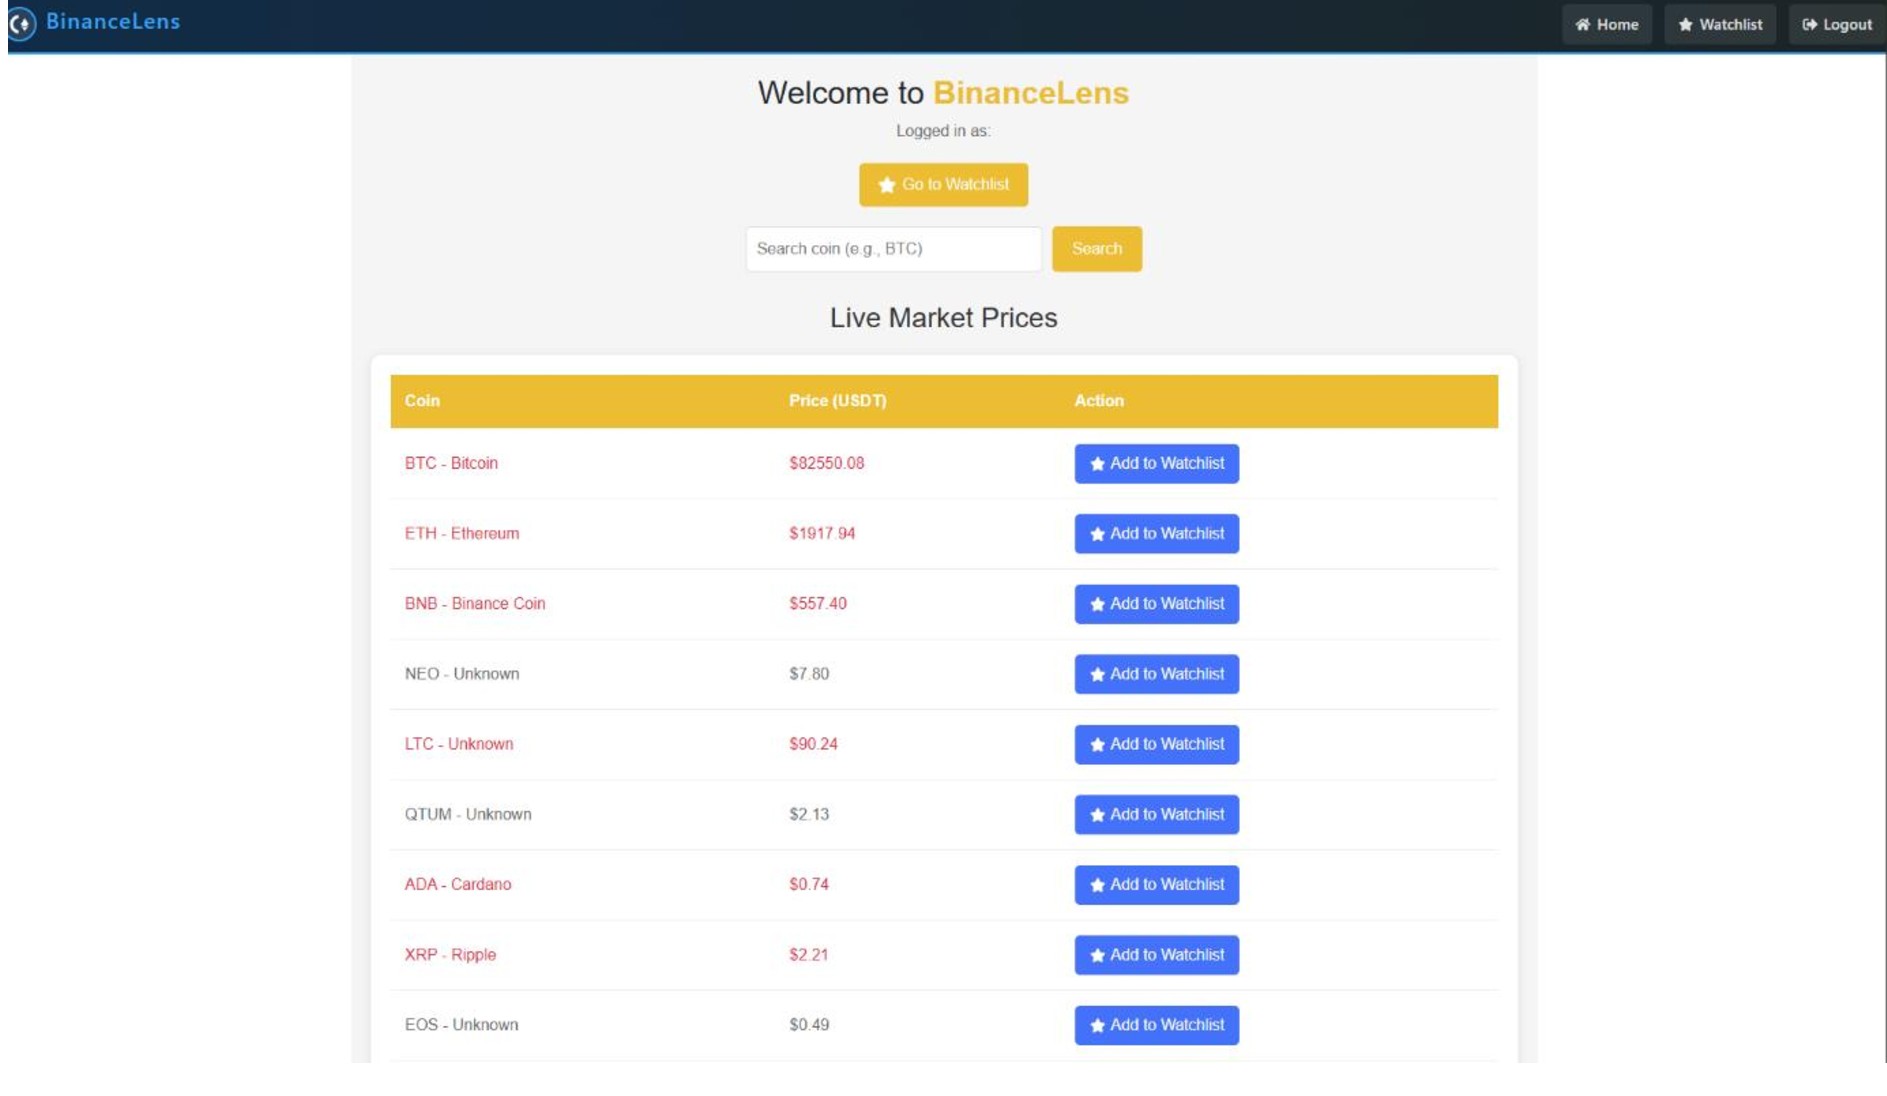 BinanceLens
Home Watchlist Logout
Welcome to BinanceLens
Logged in as:
Go to Watchlist
Search coin (e.g., BTC) Search
Live Market Prices
Coin Price (USDT) Action
BTC - Bitcoin $82550.08 Add to Watchlist
ETH - Ethereum $1917.94 Add to Watchlist
BNB - Binance Coin $557.40 Add to Watchlist
NEO - Unknown $7.80 Add to Watchlist
LTC - Unknown $90.24 Add to Watchlist
QTUM - Unknown $2.13 Add to Watchlist
ADA - Cardano $0.74 Add to Watchlist
XRP - Ripple $2.21 Add to Watchlist
EOS - Unknown $0.49 Add to Watchlist